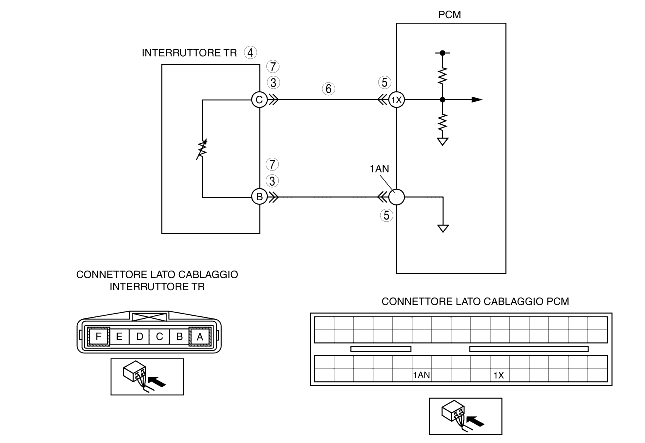 PCM
INTERRUTTORE TR 4
7
3
6
5
C
1X
1AN
7
3
B
5
CONNETTORE LATO CABLAGGIO
INTERRUTTORE TR
F E D C B A
CONNETTORE LATO CABLAGGIO PCM
1AN 1X